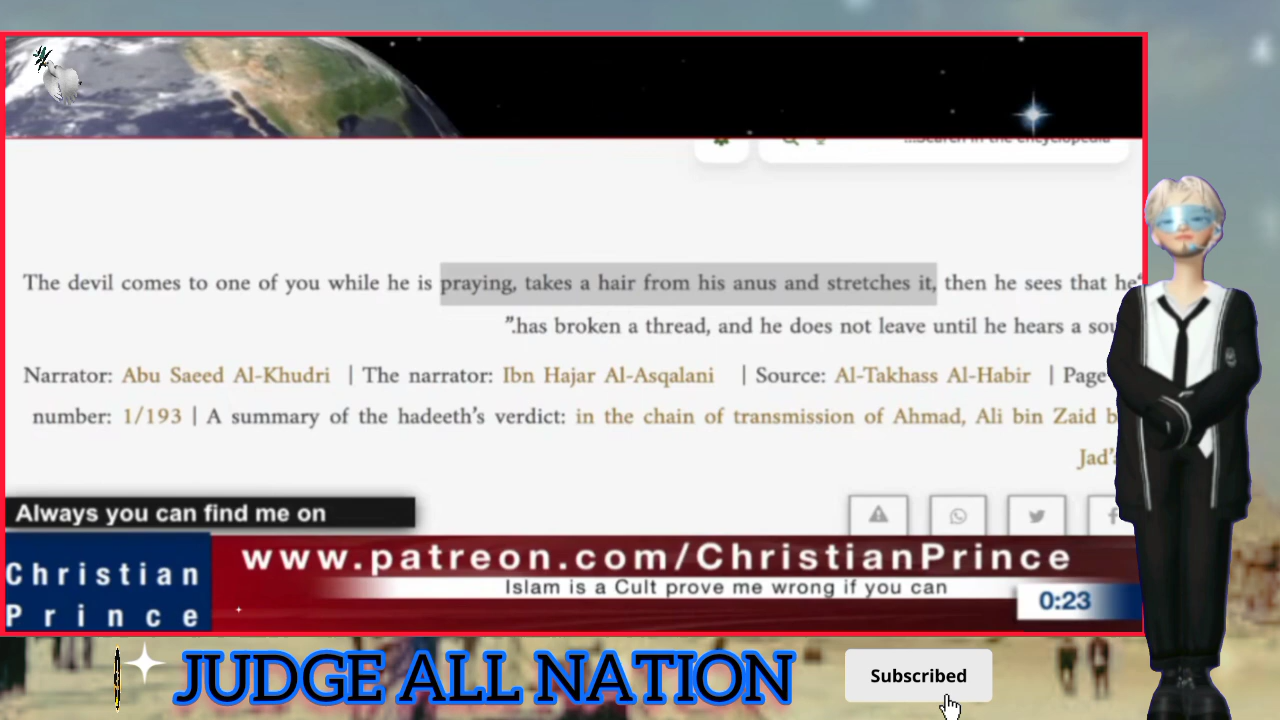 ...Search in the encyclopedia
The devil comes to one of you while he is praying, takes a hair from his anus and stretches it, then he sees that he“
”.has broken a thread, and he does not leave until he hears a
Narrator: Abu Saeed Al-Khudri | The narrator: Ibn Hajar Al-Asqalani | Source: Al-Takhass Al-Habir | Page
number: 1/193 | A summary of the hadeeth's verdict: in the chain of transmission of Ahmad, Ali bin Zaid
Always you can find me on
www.patreon.com/ChristianPrince
Christian
Prince
Islam is a Cult prove me wrong if you can
0:23
JUDGE ALL NATION
Subscribed